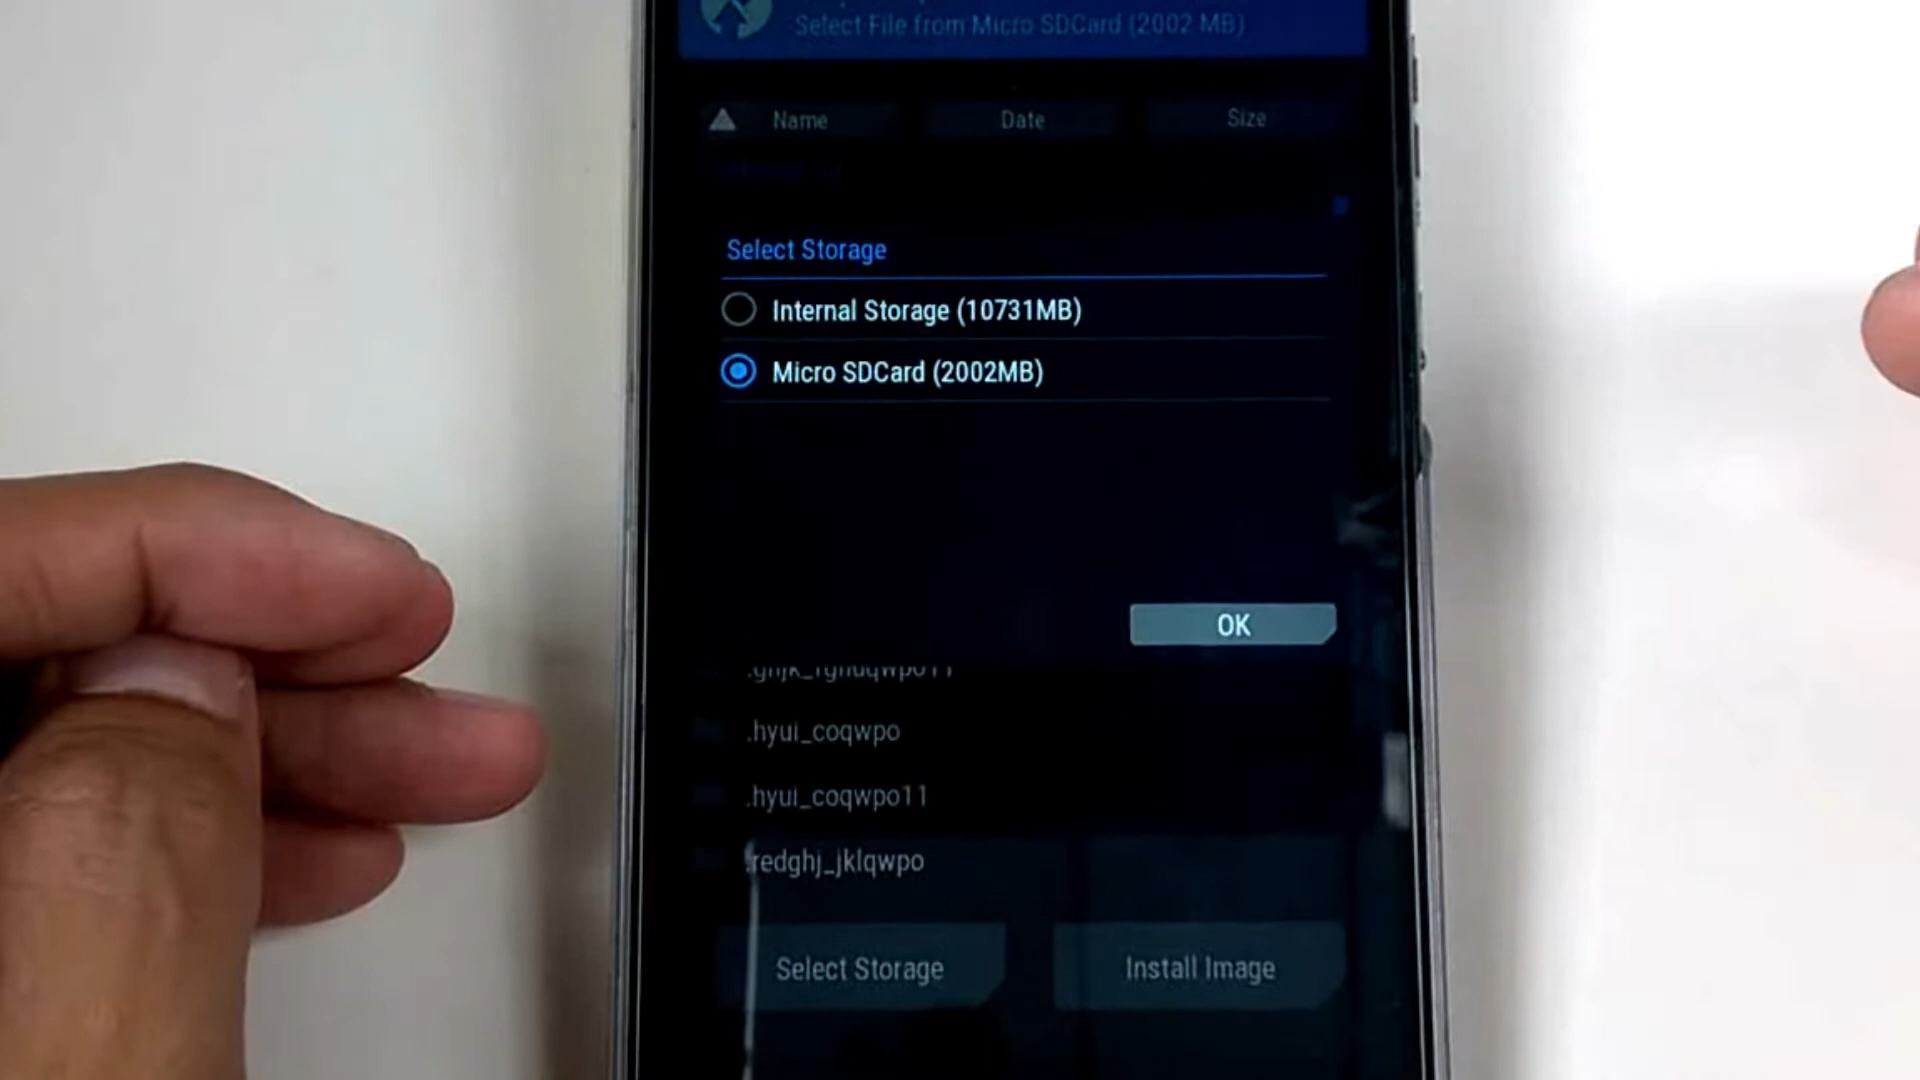 Select File from Micro SDCard (2002 MB)
Name Date Size
Select Storage
Internal Storage (10731MB)
Micro SDCard (2002MB)
OK
.hyui_coqwpo
.hyui_coqwpo11
.redghj_jklqwpo
Select Storage Install Image